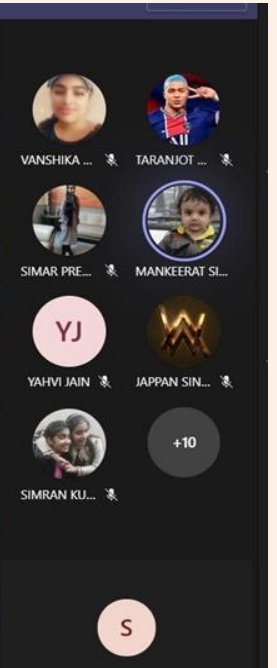 VANSHIKA ... TARANJOT ...
SIMAR PRE... MANKEERAT SI...
YJ
YAHVI JAIN JAPPAN SIN...
SIMRAN KU... +10
S